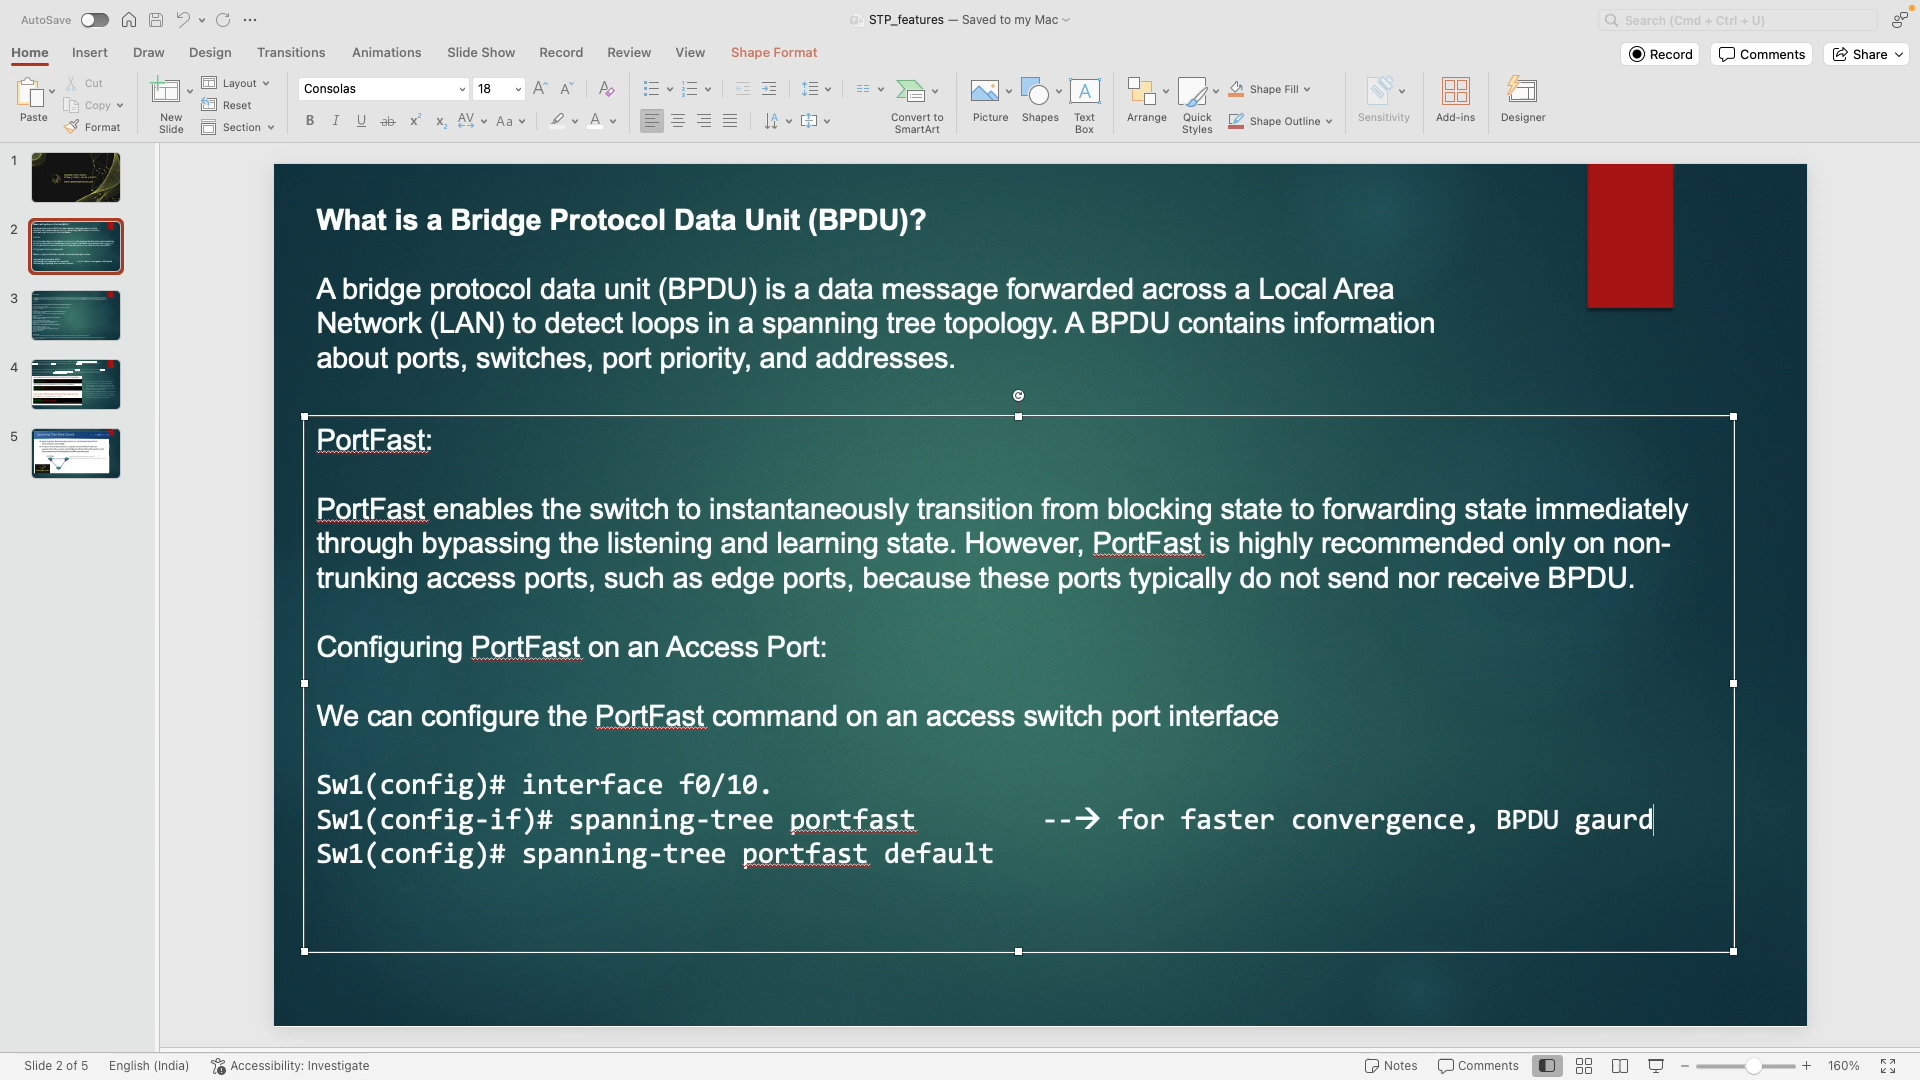 AutoSave
STP_features — Saved to my Mac
Search (Cmd + Ctrl + U)
Home Insert Draw Design Transitions Animations Slide Show Record Review View Shape Format
Record Comments Share
Paste
Cut
Copy
Format
New Slide
Layout
Reset
Section
Consolas 18
Convert to SmartArt
Picture
Shapes
Text Box
Arrange
Quick Styles
Shape Fill
Shape Outline
Sensitivity
Add-ins
Designer
1
2
3
4
5
What is a Bridge Protocol Data Unit (BPDU)?
A bridge protocol data unit (BPDU) is a data message forwarded across a Local Area
Network (LAN) to detect loops in a spanning tree topology. A BPDU contains information
about ports, switches, port priority, and addresses.
PortFast:
PortFast enables the switch to instantaneously transition from blocking state to forwarding state immediately
through bypassing the listening and learning state. However, PortFast is highly recommended only on non-
trunking access ports, such as edge ports, because these ports typically do not send nor receive BPDU.
Configuring PortFast on an Access Port:
We can configure the PortFast command on an access switch port interface
Sw1(config)# interface f0/10.
Sw1(config-if)# spanning-tree portfast --→ for faster convergence, BPDU gaurd
Sw1(config)# spanning-tree portfast default
Slide 2 of 5 English (India) Accessibility: Investigate
Notes Comments 160%